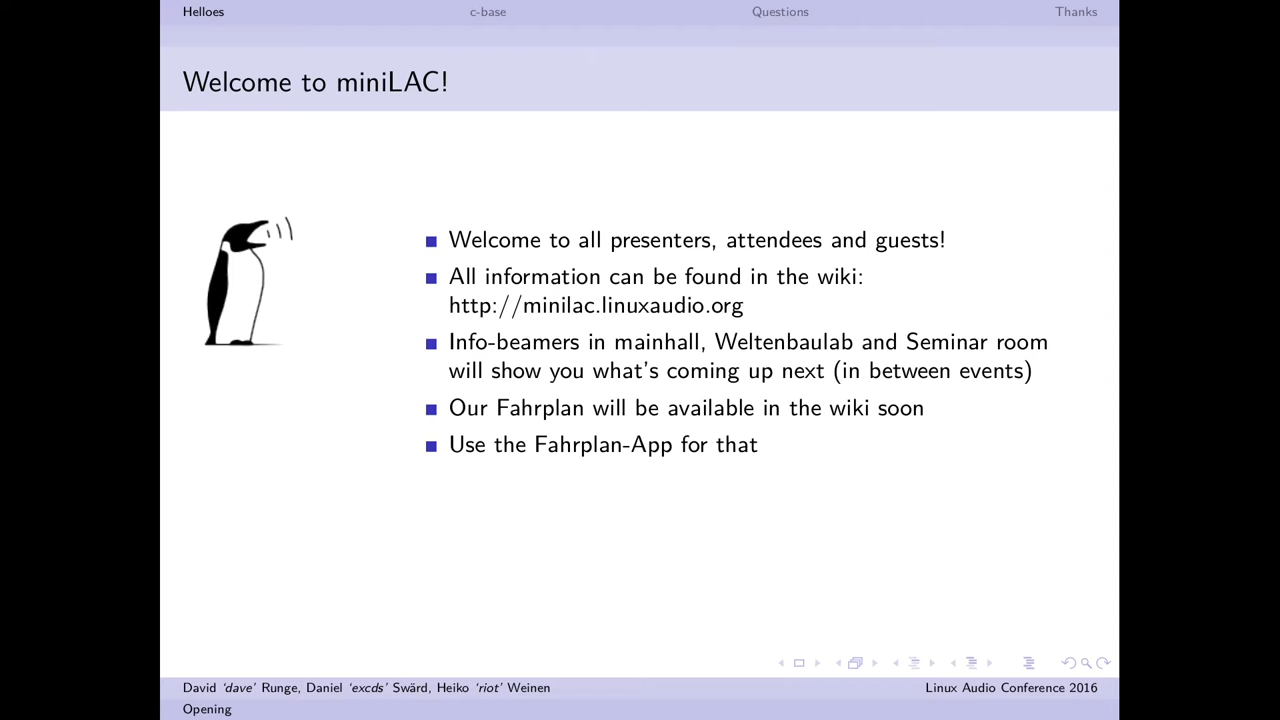 Helloes c-base Questions Thanks
Welcome to miniLAC!
Welcome to all presenters, attendees and guests!
All information can be found in the wiki:
http://minilac.linuxaudio.org
Info-beamers in mainhall, Weltenbaulab and Seminar room
will show you what's coming up next (in between events)
Our Fahrplan will be available in the wiki soon
Use the Fahrplan-App for that
David 'dave' Runge, Daniel 'excds' Swärd, Heiko 'riot' Weinen Linux Audio Conference 2016
Opening